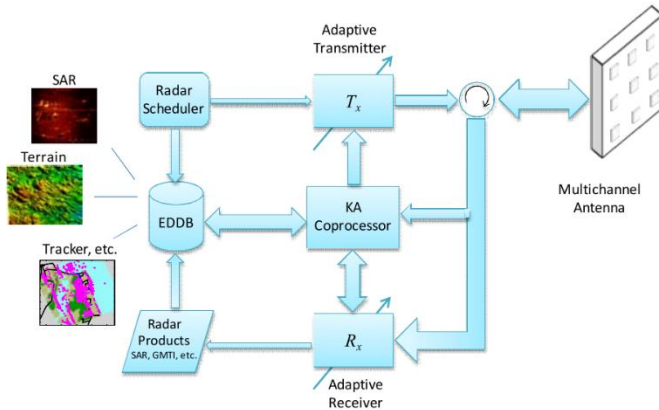 SAR
Terrain
Tracker, etc.
Radar
Scheduler
EDDB
Radar
Products
SAR, GMTI, etc.
Adaptive
Transmitter
Tx
KA
Coprocessor
Rx
Adaptive
Receiver
Multichannel
Antenna